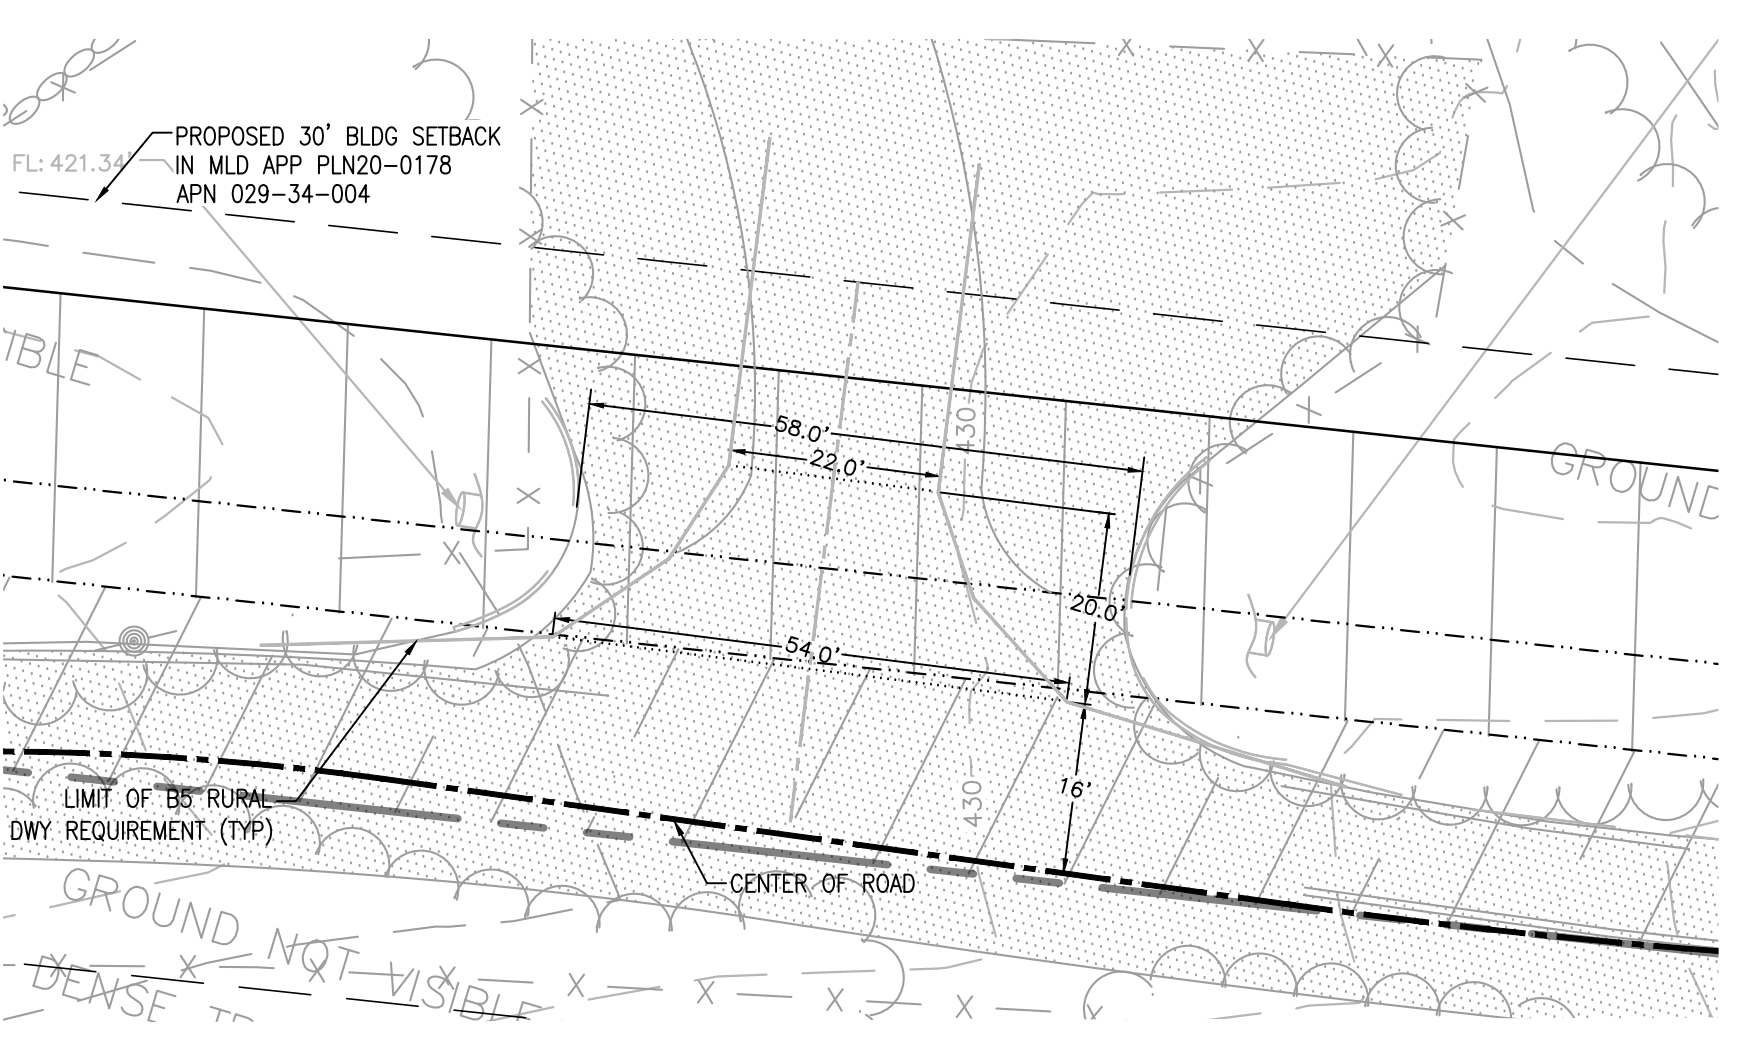 PROPOSED 30' BLDG SETBACK
IN MLD APP PLN20-0178
APN 029-34-004
FL: 421.34'
IBLE
58.0'
22.0'
430
GROUND
20.0'
54.0'
16'
430
LIMIT OF B5 RURAL
DWY REQUIREMENT (TYP)
CENTER OF ROAD
GROUND NOT VISIBLE
DENSE